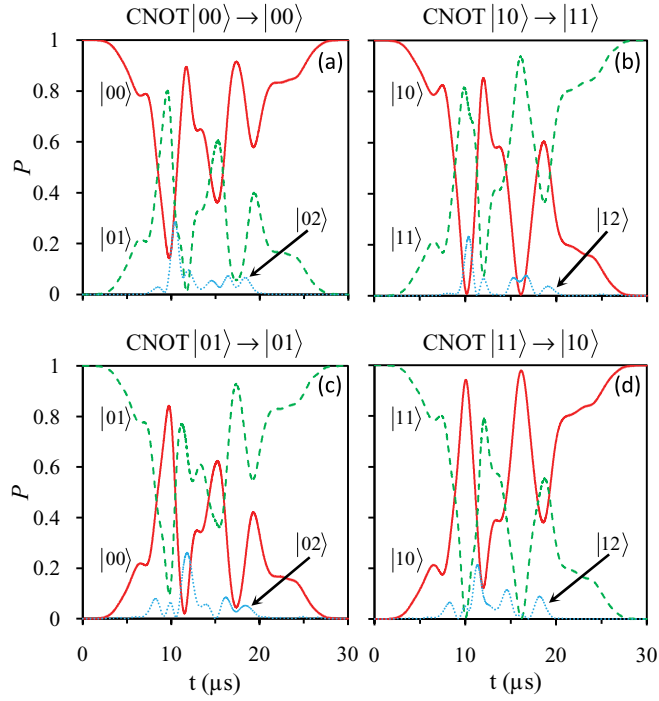 CNOT |00⟩→|00⟩ CNOT |10⟩→|11⟩
1 (a) (b)
|00⟩ |10⟩
0.8
0.6
P
0.4
|01⟩ |02⟩ |11⟩ |12⟩
0.2
0
CNOT |01⟩→|01⟩ CNOT |11⟩→|10⟩
1 (c) (d)
|01⟩ |11⟩
0.8
0.6
P
0.4
|00⟩ |02⟩ |10⟩ |12⟩
0.2
0
0 10 20 30 0 10 20 30
t (μs) t (μs)